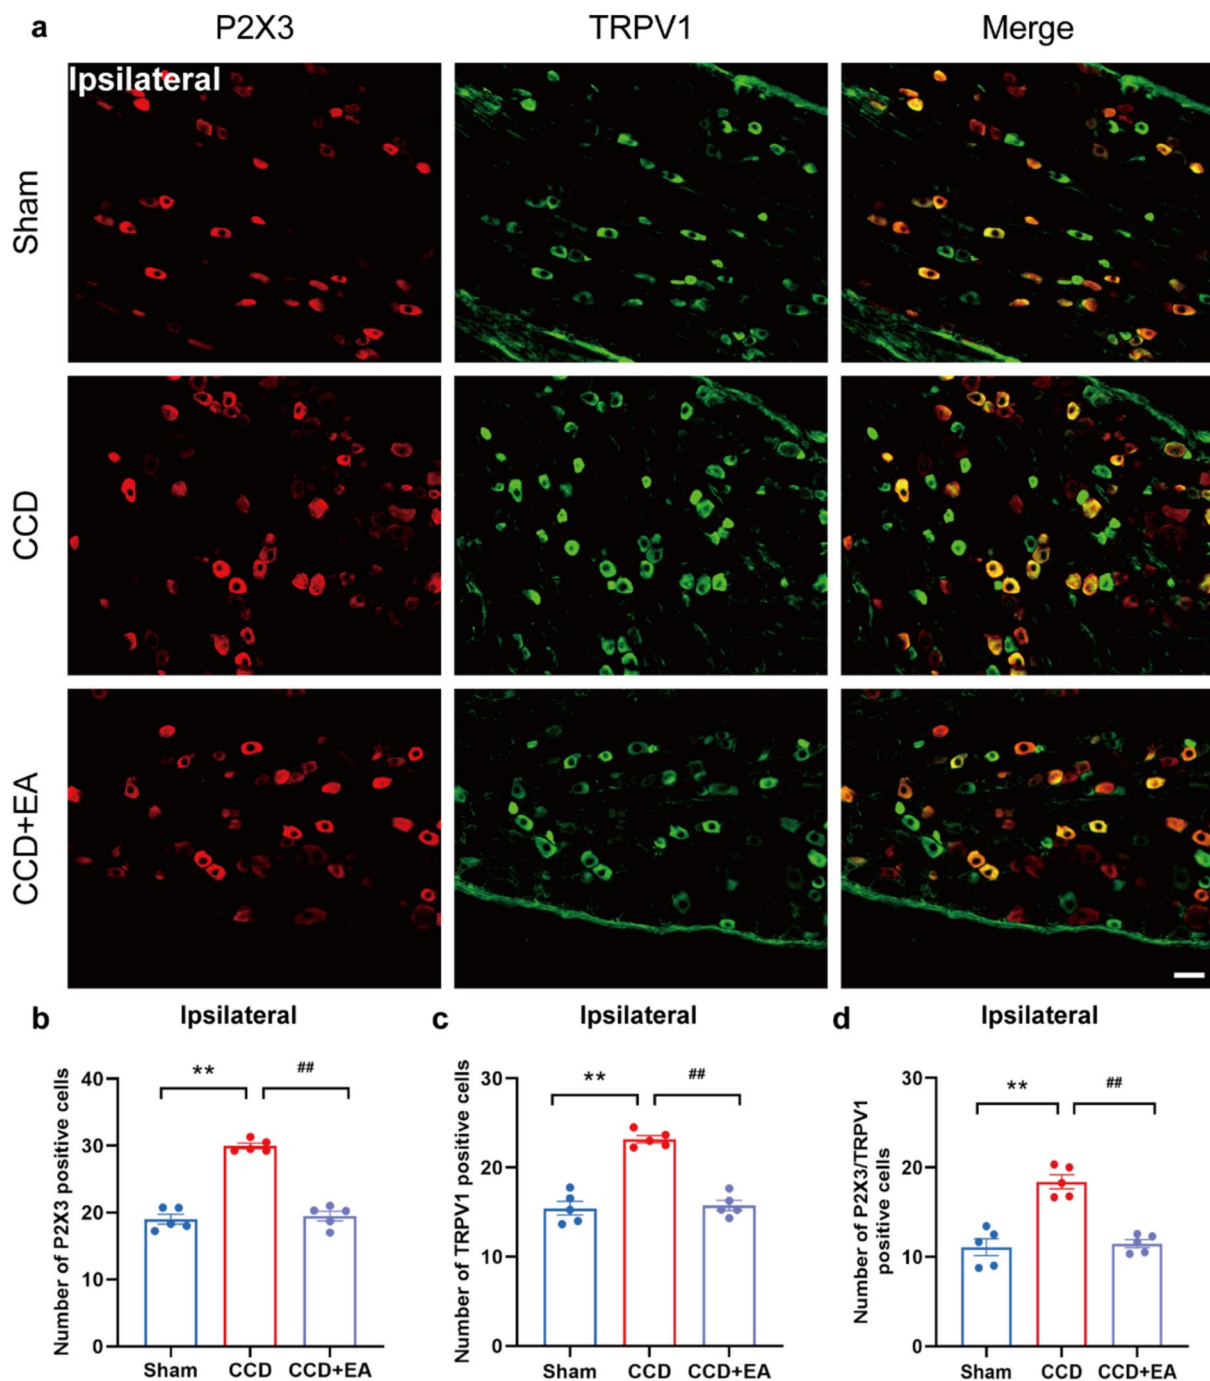 a
P2X3
TRPV1
Merge
Ipsilateral
Sham
CCD
CCD+EA
b
Ipsilateral
Number of P2X3 positive cells
40
30
20
10
0
**
##
Sham
CCD
CCD+EA
c
Ipsilateral
Number of TRPV1 positive cells
30
20
10
0
**
##
Sham
CCD
CCD+EA
d
Ipsilateral
Number of P2X3/TRPV1
positive cells
30
20
10
0
**
##
Sham
CCD
CCD+EA